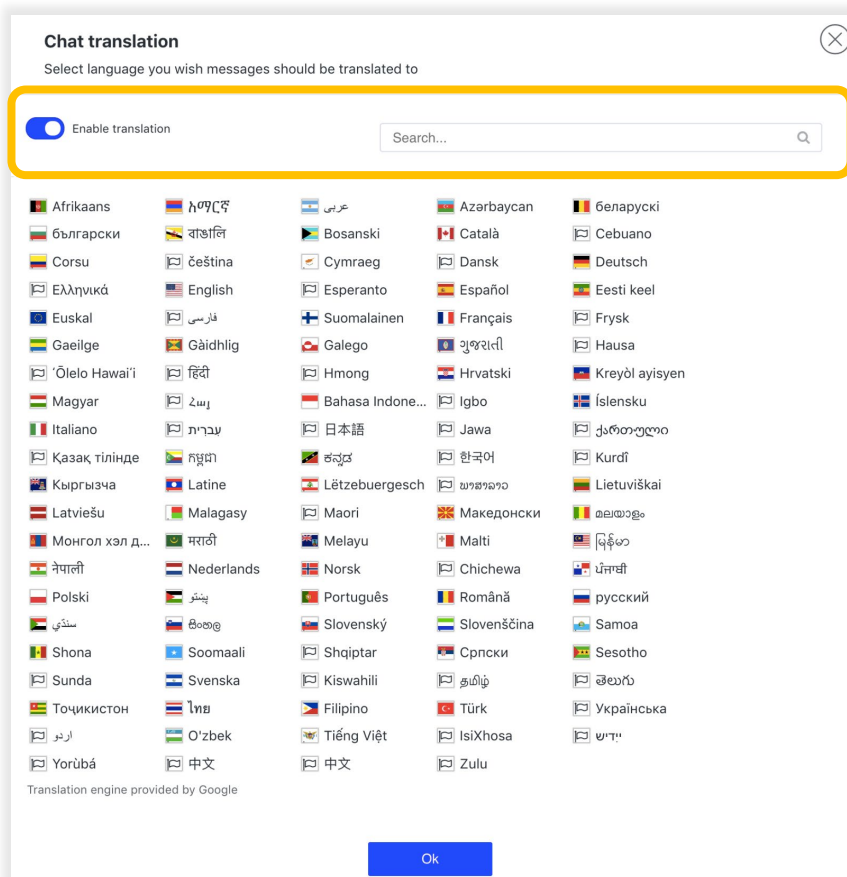 Chat translation
Select language you wish messages should be translated to
Enable translation
Search...
Afrikaans አማርኛ عربى Azərbaycan беларускі
български বাঙালি Bosanski Català Cebuano
Corsu čeština Cymraeg Dansk Deutsch
Ελληνικά English Esperanto Español Eesti keel
Euskal فارسی Suomalainen Français Frysk
Gaeilge Gàidhlig Galego ગુજરાતી Hausa
ʻŌlelo Hawaiʻi हिंदी Hmong Hrvatski Kreyòl ayisyen
Magyar Հայ Bahasa Indone... Igbo Íslensku
Italiano עִברִית 日本語 Jawa ქართული
Қазақ тілінде កម្ពុជា ಕನ್ನಡ 한국어 Kurdî
Кыргызча Latine Lëtzebuergesch ພາສາລາວ Lietuviškai
Latviešu Malagasy Maori Македонски മലയാളം
Монгол хэл д... मराठी Melayu Malti မြန်မာ
नेपाली Nederlands Norsk Chichewa ਪੰਜਾਬੀ
Polski پښتو Português Română русский
سنڌي සිංහල Slovenský Slovenščina Samoa
Shona Soomaali Shqiptar Српски Sesotho
Sunda Svenska Kiswahili தமிழ் తెలుగు
Тоҷикистон ไทย Filipino Türk Українська
اردو O'zbek Tiếng Việt IsiXhosa ייִדיש
Yorùbá 中文 中文 Zulu
Translation engine provided by Google
Ok